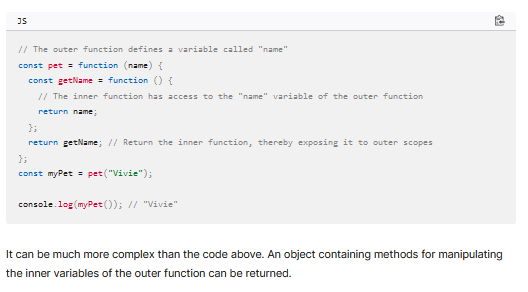 JS
// The outer function defines a variable called "name"
const pet = function (name) {
  const getName = function () {
    // The inner function has access to the "name" variable of the outer function
    return name;
  };
  return getName; // Return the inner function, thereby exposing it to outer scopes
};
const myPet = pet("Vivie");

console.log(myPet()); // "Vivie"
It can be much more complex than the code above. An object containing methods for manipulating
the inner variables of the outer function can be returned.